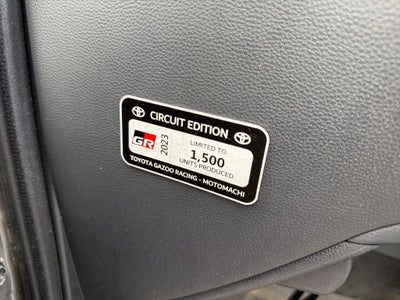 CIRCUIT EDITION
GR
2023
LIMITED TO
1,500
UNITS PRODUCED
TOYOTA GAZOO RACING - MOTOMACHI